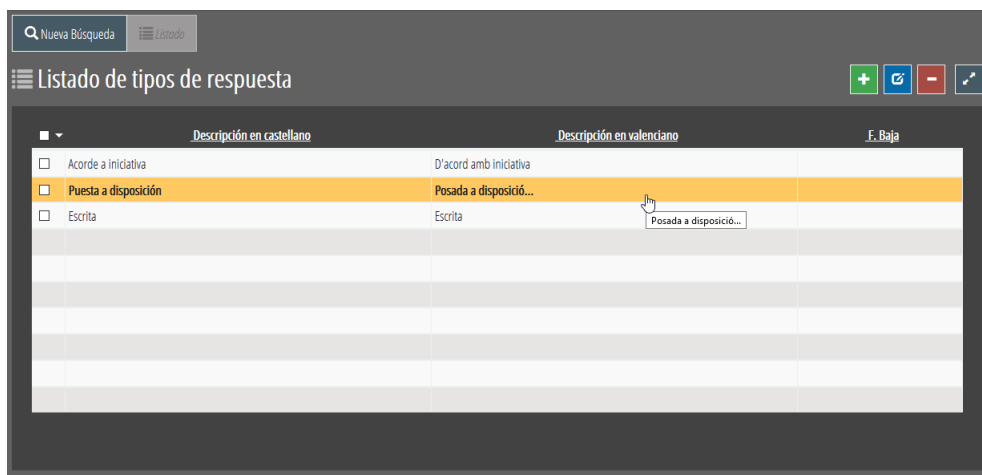 Nueva Búsqueda Listado
Listado de tipos de respuesta
Descripción en castellano Descripción en valenciano F. Baja
Acorde a iniciativa D'acord amb iniciativa
Puesta a disposición Posada a disposició...
Escrita Escrita
Posada a disposició...